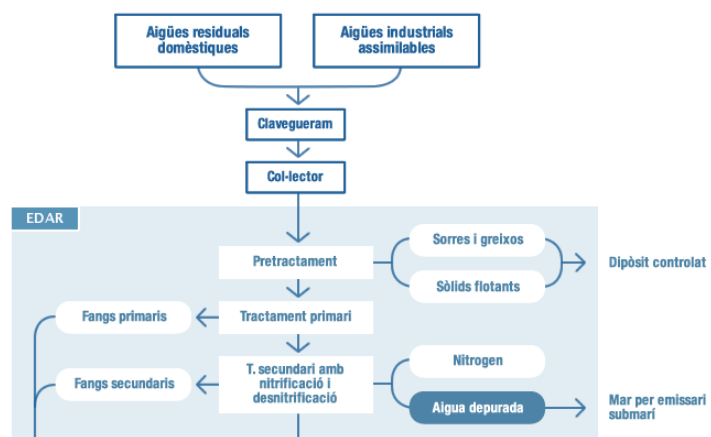 Aigües residuals
domèstiques
Aigües industrials
assimilables
Clavegueram
Col·lector
EDAR
Pretractament
Sorres i greixos
Sòlids flotants
Dipòsit controlat
Fangs primaris
Tractament primari
Fangs secundaris
T. secundari amb
nitrificació i
desnitrificació
Nitrogen
Aigua depurada
Mar per emissari
submarí